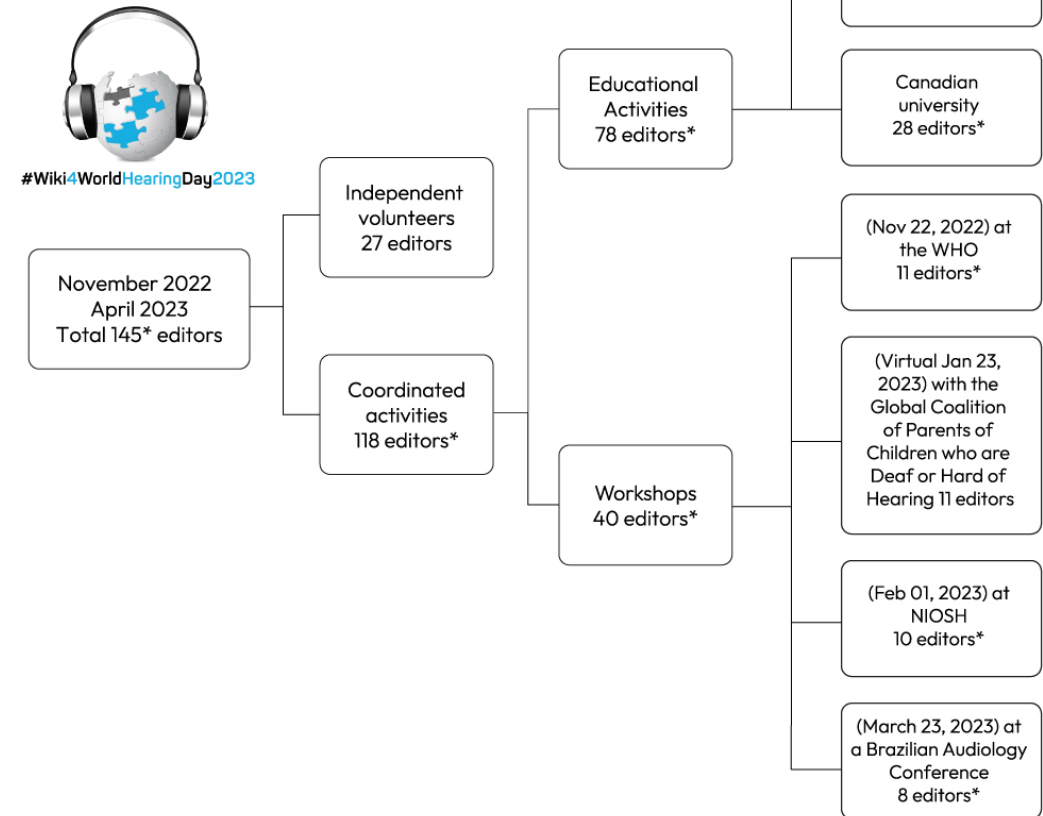 #Wiki4WorldHearingDay2023
November 2022
April 2023
Total 145* editors
Independent
volunteers
27 editors
Coordinated
activities
118 editors*
Educational
Activities
78 editors*
Workshops
40 editors*
Canadian
university
28 editors*
(Nov 22, 2022) at
the WHO
11 editors*
(Virtual Jan 23,
2023) with the
Global Coalition
of Parents of
Children who are
Deaf or Hard of
Hearing 11 editors
(Feb 01, 2023) at
NIOSH
10 editors*
(March 23, 2023) at
a Brazilian Audiology
Conference
8 editors*